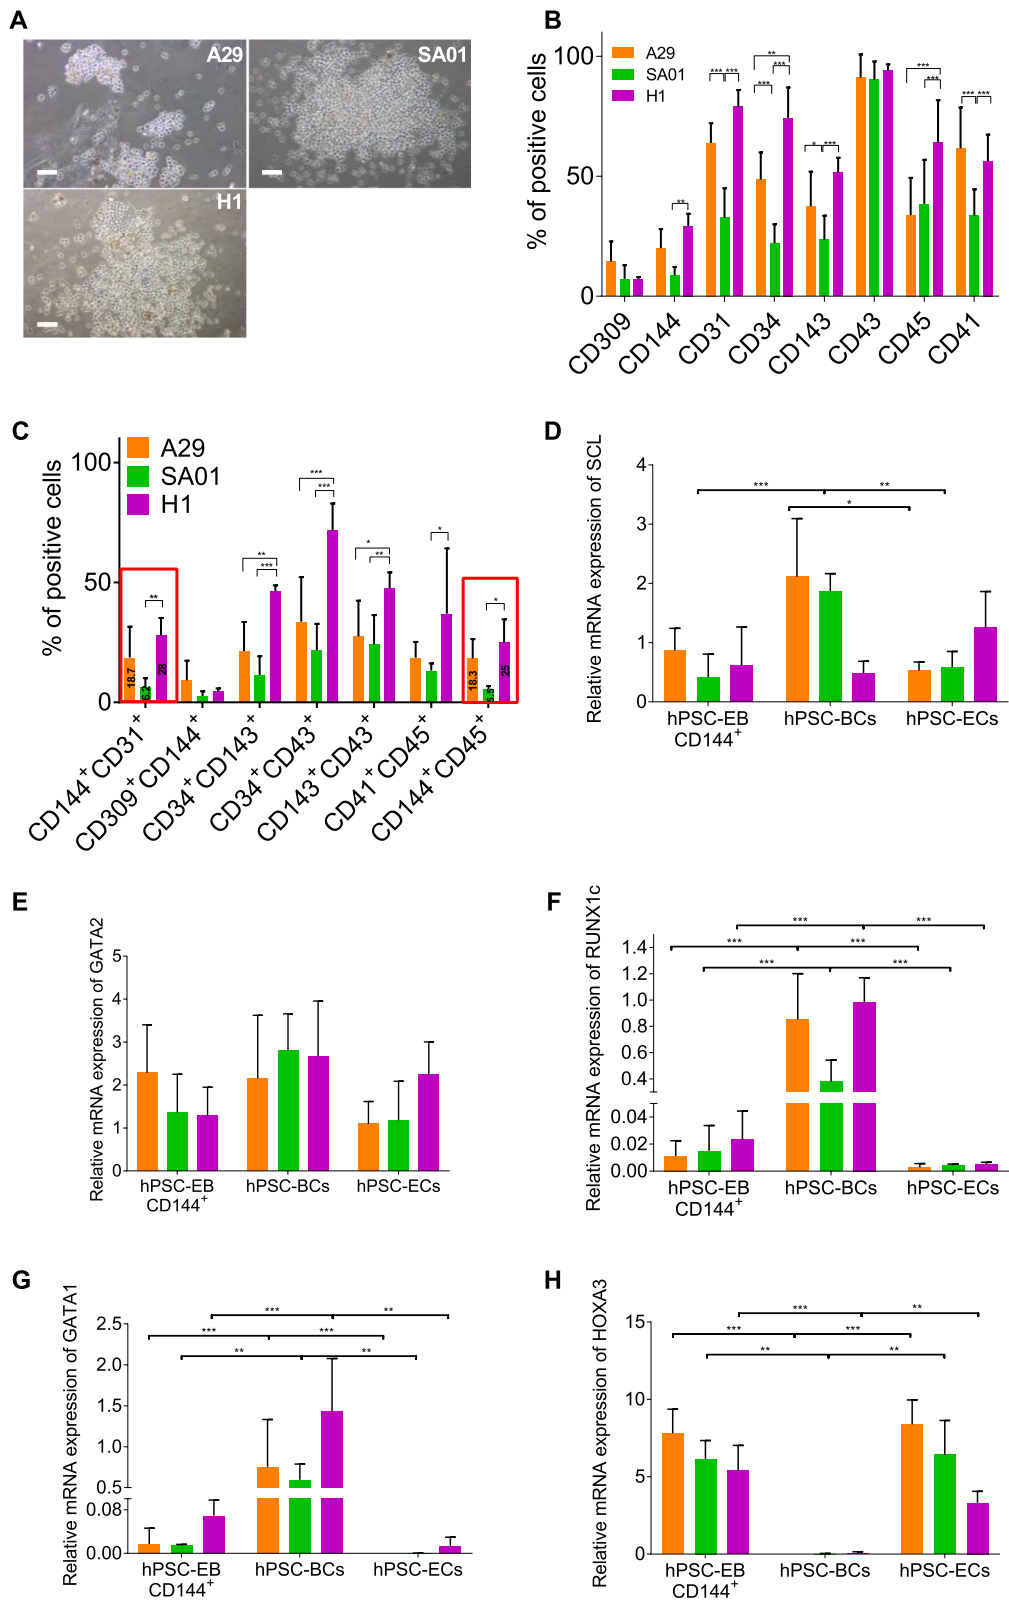 A
A29
SA01
H1
B
% of positive cells
A29
SA01
H1
100
50
0
*** ***
**
***
***
**
* ***
***
***
*** ***
CD309
CD144
CD31
CD34
CD143
CD43
CD45
CD41
C
% of positive cells
A29
SA01
H1
100
50
0
**
**
***
***
***
*
**
*
*
18.7
6.2
28
18.3
5.5
25
CD144+CD31+
CD309+CD144+
CD34+CD143+
CD34+CD43+
CD143+CD43+
CD41+CD45+
CD144+CD45+
D
Relative mRNA expression of SCL
4
3
2
1
0
*** **
*
hPSC-EB CD144+
hPSC-BCs
hPSC-ECs
E
Relative mRNA expression of GATA2
5
4
3
2
1
0
hPSC-EB CD144+
hPSC-BCs
hPSC-ECs
F
Relative mRNA expression of RUNX1c
1.4
1.2
1.0
0.8
0.6
0.4
0.04
0.02
0.00
*** ***
*** ***
*** ***
hPSC-EB CD144+
hPSC-BCs
hPSC-ECs
G
Relative mRNA expression of GATA1
2.5
2.0
1.5
1.0
0.5
0.08
0.00
*** **
*** ***
** **
hPSC-EB CD144+
hPSC-BCs
hPSC-ECs
H
Relative mRNA expression of HOXA3
15
10
5
0
*** **
*** ***
** **
hPSC-EB CD144+
hPSC-BCs
hPSC-ECs